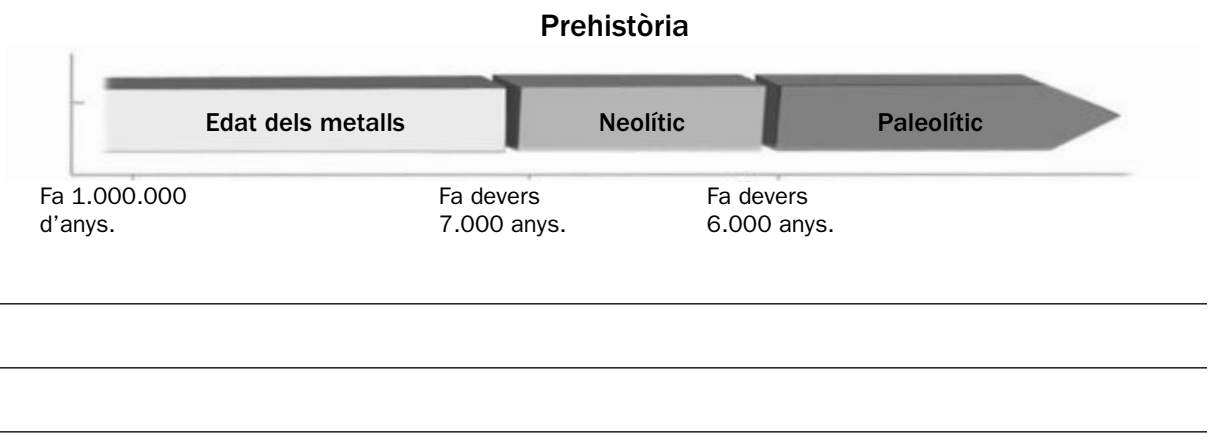 Prehistòria
Edat dels metalls
Neolític
Paleolític
Fa 1.000.000
d'anys.
Fa devers
7.000 anys.
Fa devers
6.000 anys.